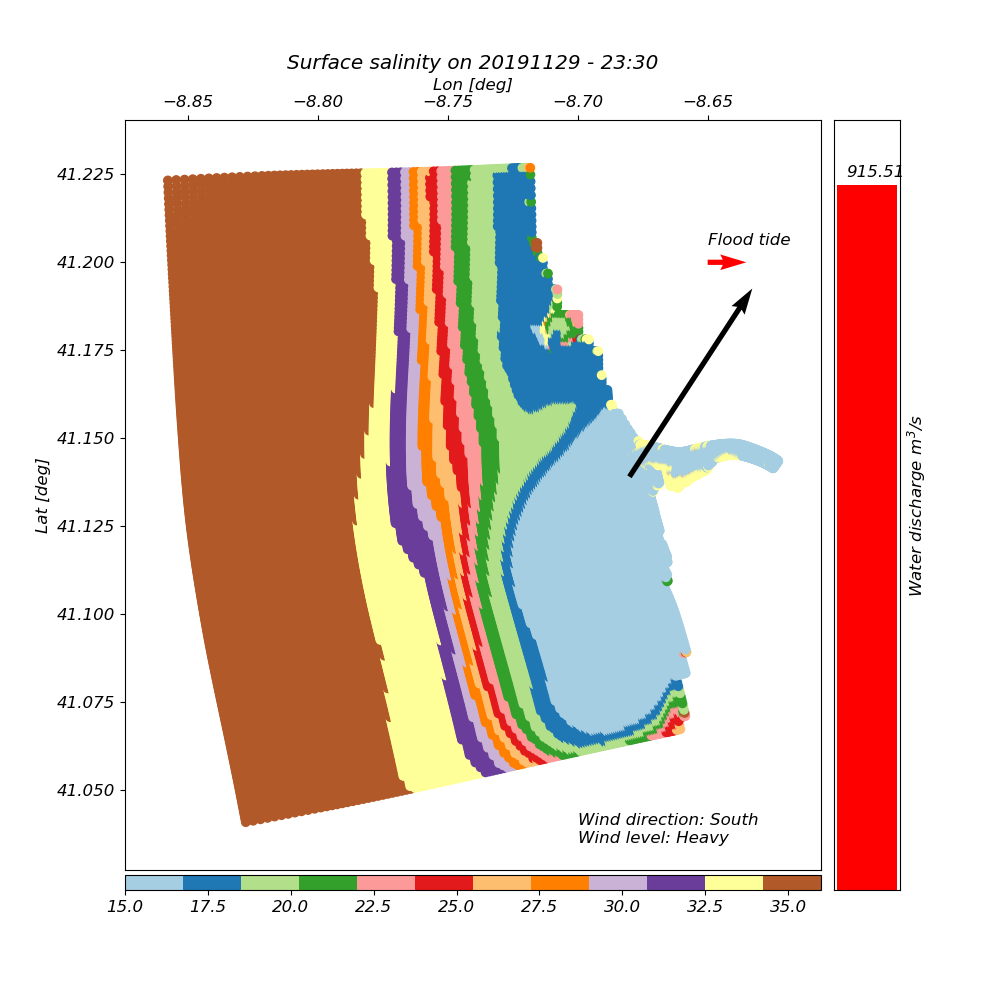 Surface salinity on 20191129 - 23:30
Lon [deg]
−8.85 −8.80 −8.75 −8.70 −8.65
915.51
41.225
41.200
41.175
41.150
41.125
41.100
41.075
41.050
Lat [deg]
Flood tide
Water discharge m³/s
Wind direction: South
Wind level: Heavy
15.0 17.5 20.0 22.5 25.0 27.5 30.0 32.5 35.0